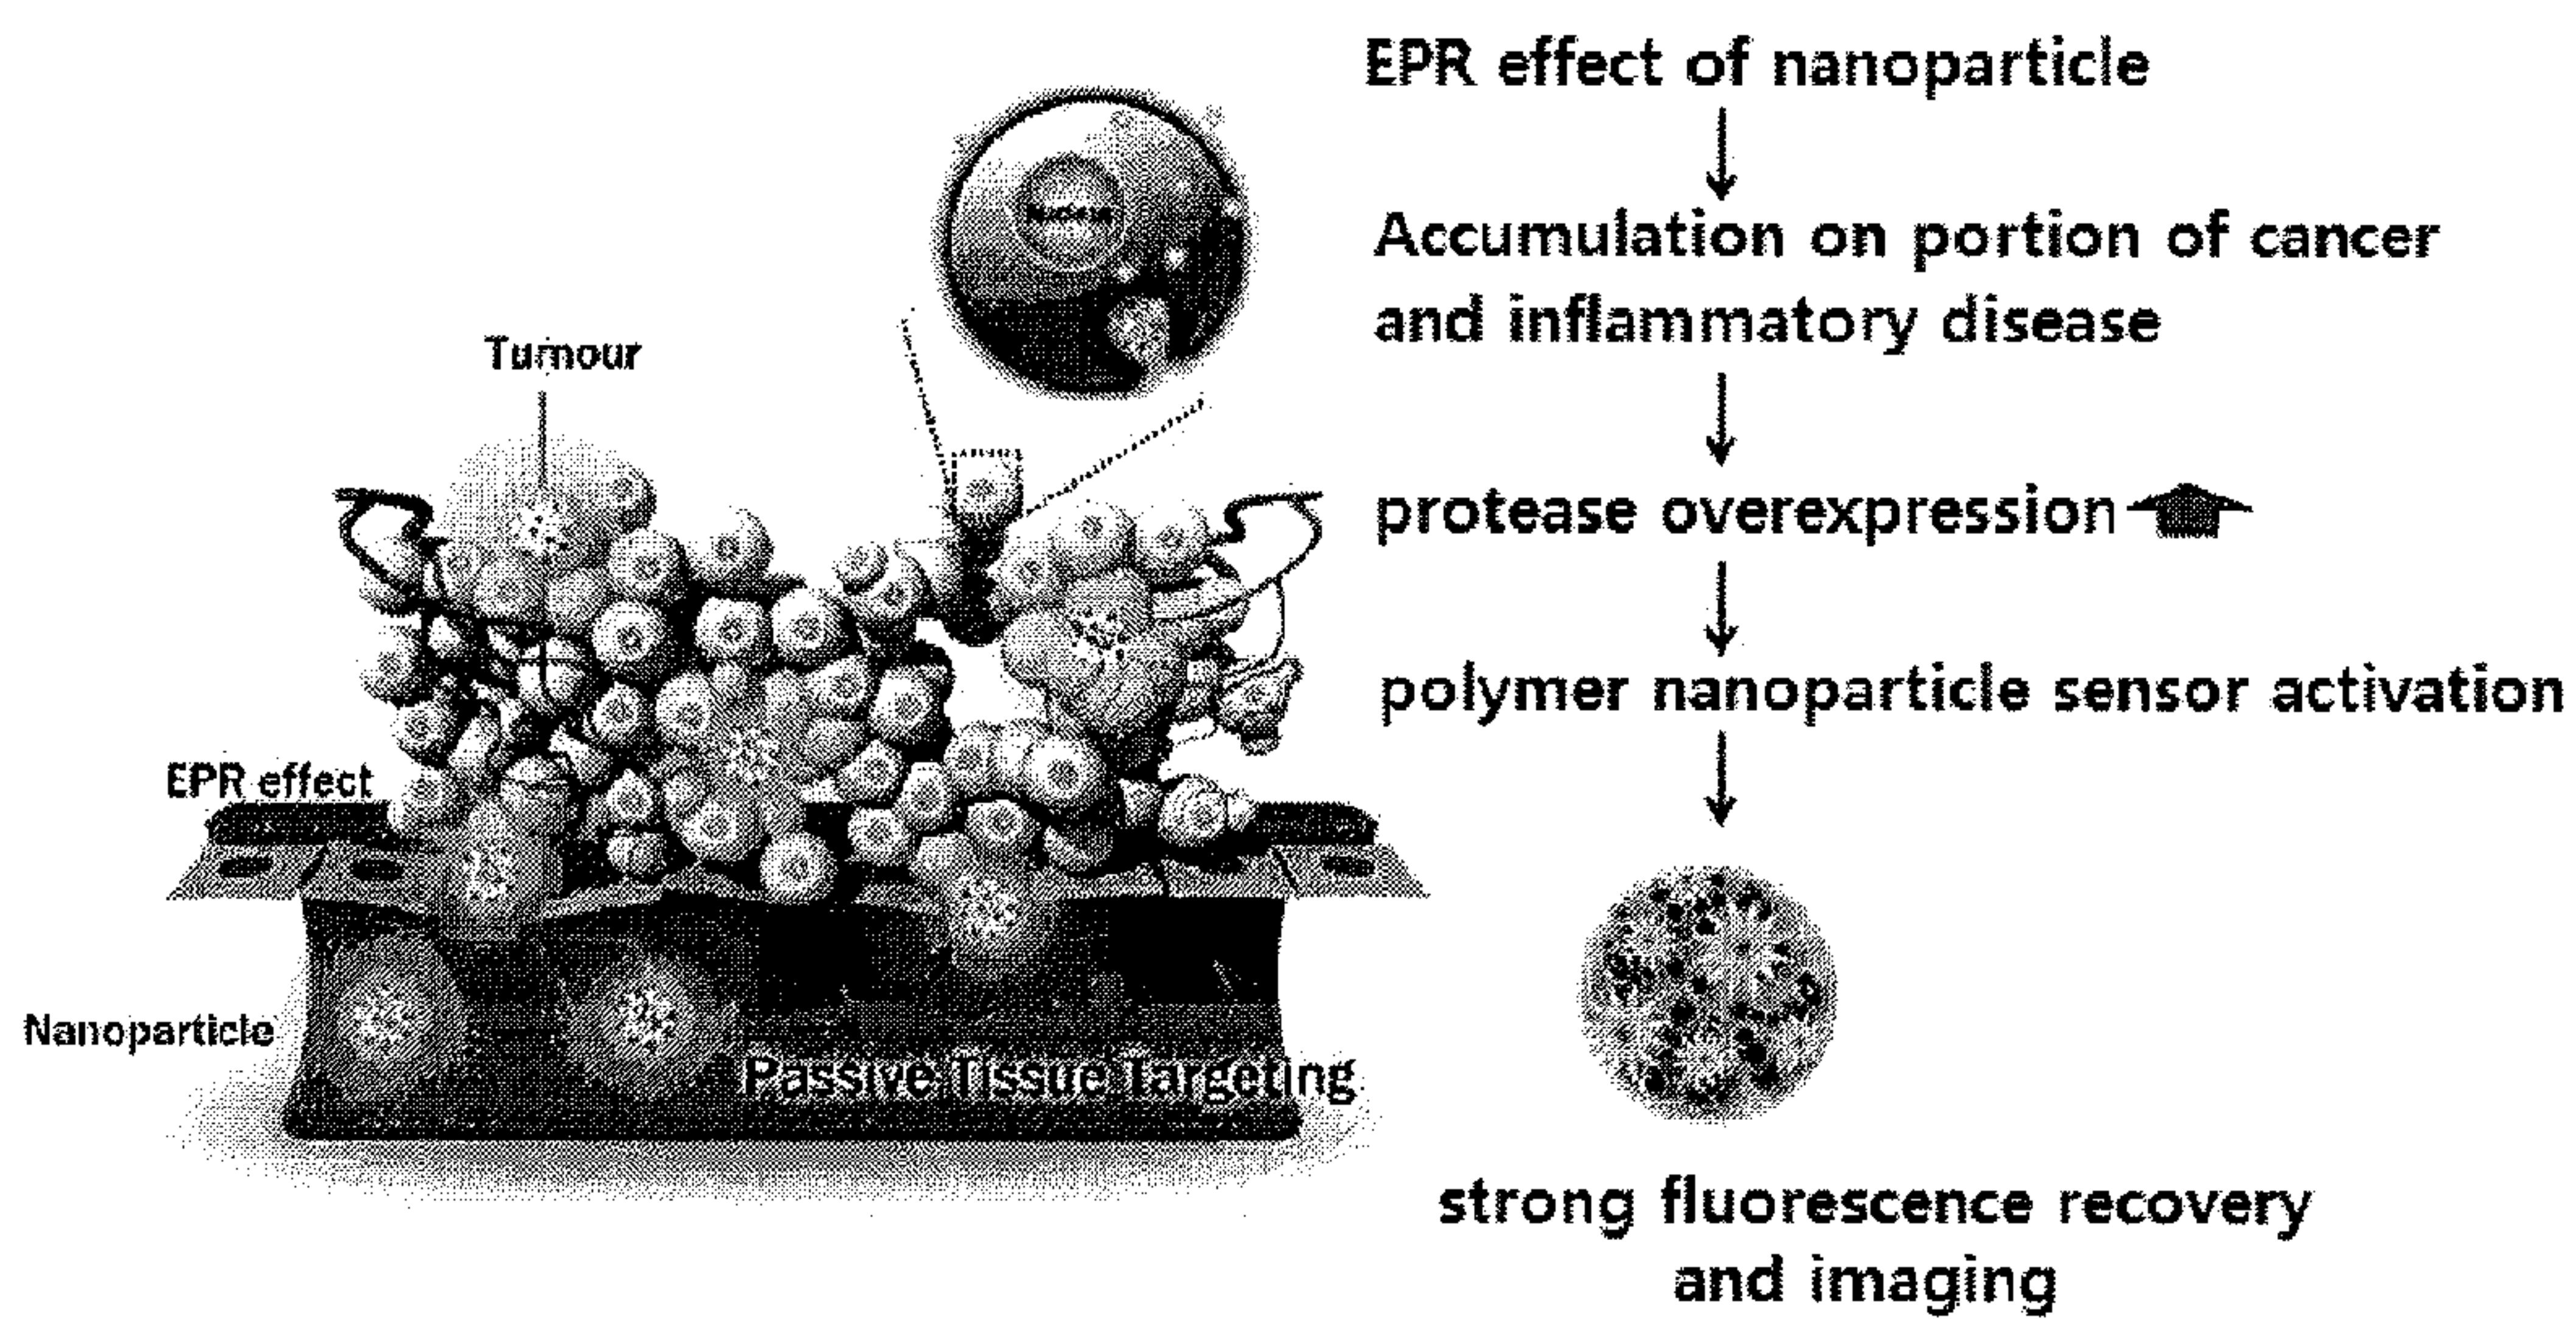 EPR effect of nanoparticle
Accumulation on portion of cancer
and inflammatory disease
protease overexpression
polymer nanoparticle sensor activation
strong fluorescence recovery
and imaging
Tumour
EPR effect
Nanoparticle
Passive Tissue Targeting